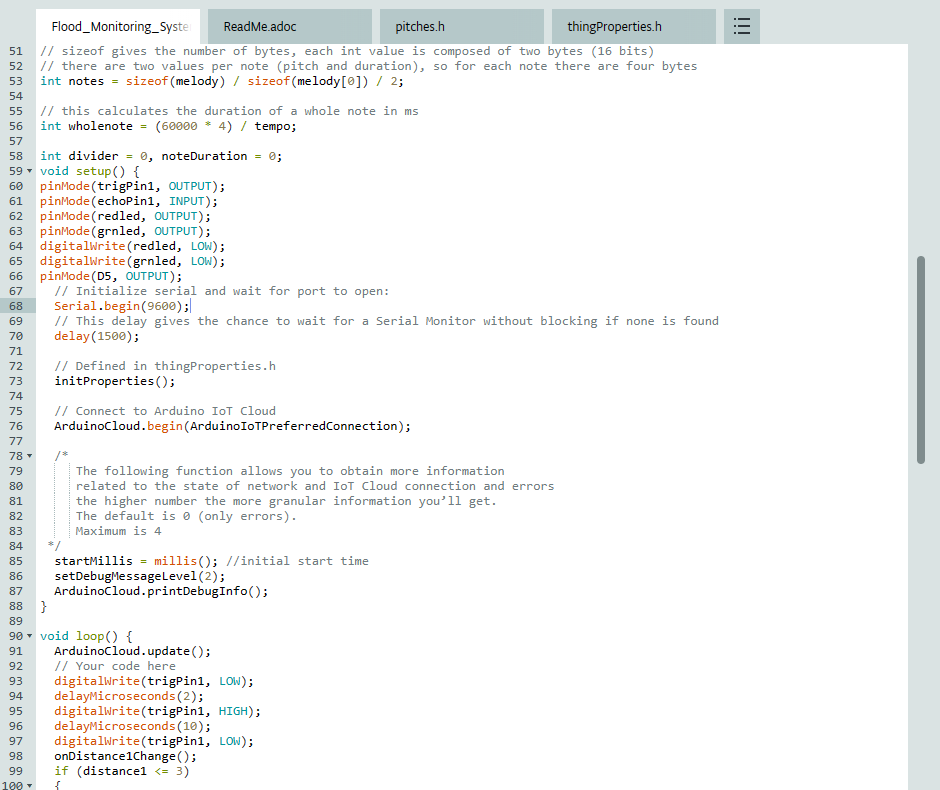 Flood_Monitoring_Syste
ReadMe.adoc
pitches.h
thingProperties.h
51 // sizeof gives the number of bytes, each int value is composed of two bytes (16 bits)
52 // there are two values per note (pitch and duration), so for each note there are four bytes
53 int notes = sizeof(melody) / sizeof(melody[0]) / 2;
54
55 // this calculates the duration of a whole note in ms
56 int wholenote = (60000 * 4) / tempo;
57
58 int divider = 0, noteDuration = 0;
59 void setup() {
60 pinMode(trigPin1, OUTPUT);
61 pinMode(echoPin1, INPUT);
62 pinMode(redled, OUTPUT);
63 pinMode(grnled, OUTPUT);
64 digitalWrite(redled, LOW);
65 digitalWrite(grnled, LOW);
66 pinMode(D5, OUTPUT);
67   // Initialize serial and wait for port to open:
68   Serial.begin(9600);
69   // This delay gives the chance to wait for a Serial Monitor without blocking if none is found
70   delay(1500);
71
72   // Defined in thingProperties.h
73   initProperties();
74
75   // Connect to Arduino IoT Cloud
76   ArduinoCloud.begin(ArduinoIoTPreferredConnection);
77
78   /*
79      The following function allows you to obtain more information
80      related to the state of network and IoT Cloud connection and errors
81      the higher number the more granular information you’ll get.
82      The default is 0 (only errors).
83      Maximum is 4
84  */
85   startMillis = millis(); //initial start time
86   setDebugMessageLevel(2);
87   ArduinoCloud.printDebugInfo();
88 }
89
90 void loop() {
91   ArduinoCloud.update();
92   // Your code here
93   digitalWrite(trigPin1, LOW);
94   delayMicroseconds(2);
95   digitalWrite(trigPin1, HIGH);
96   delayMicroseconds(10);
97   digitalWrite(trigPin1, LOW);
98   onDistance1Change();
99   if (distance1 <= 3)
100   {